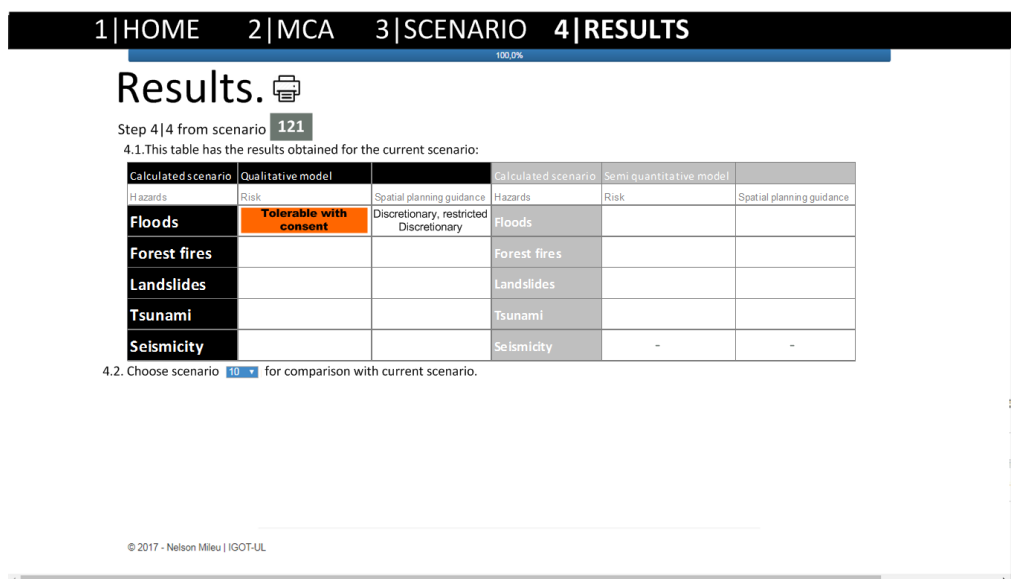 1|HOME 2|MCA 3|SCENARIO 4|RESULTS
100,0%
Results.
Step 4|4 from scenario 121
4.1.This table has the results obtained for the current scenario:
Calculated scenario Qualitative model Calculated scenario Semi quantitative model
Hazards Risk Spatial planning guidance Hazards Risk Spatial planning guidance
Floods Tolerable with consent Discretionary, restricted Discretionary Floods
Forest fires Forest fires
Landslides Landslides
Tsunami Tsunami
Seismicity Seismicity - -
4.2. Choose scenario 10 for comparison with current scenario.
© 2017 - Nelson Mileu | IGOT-UL